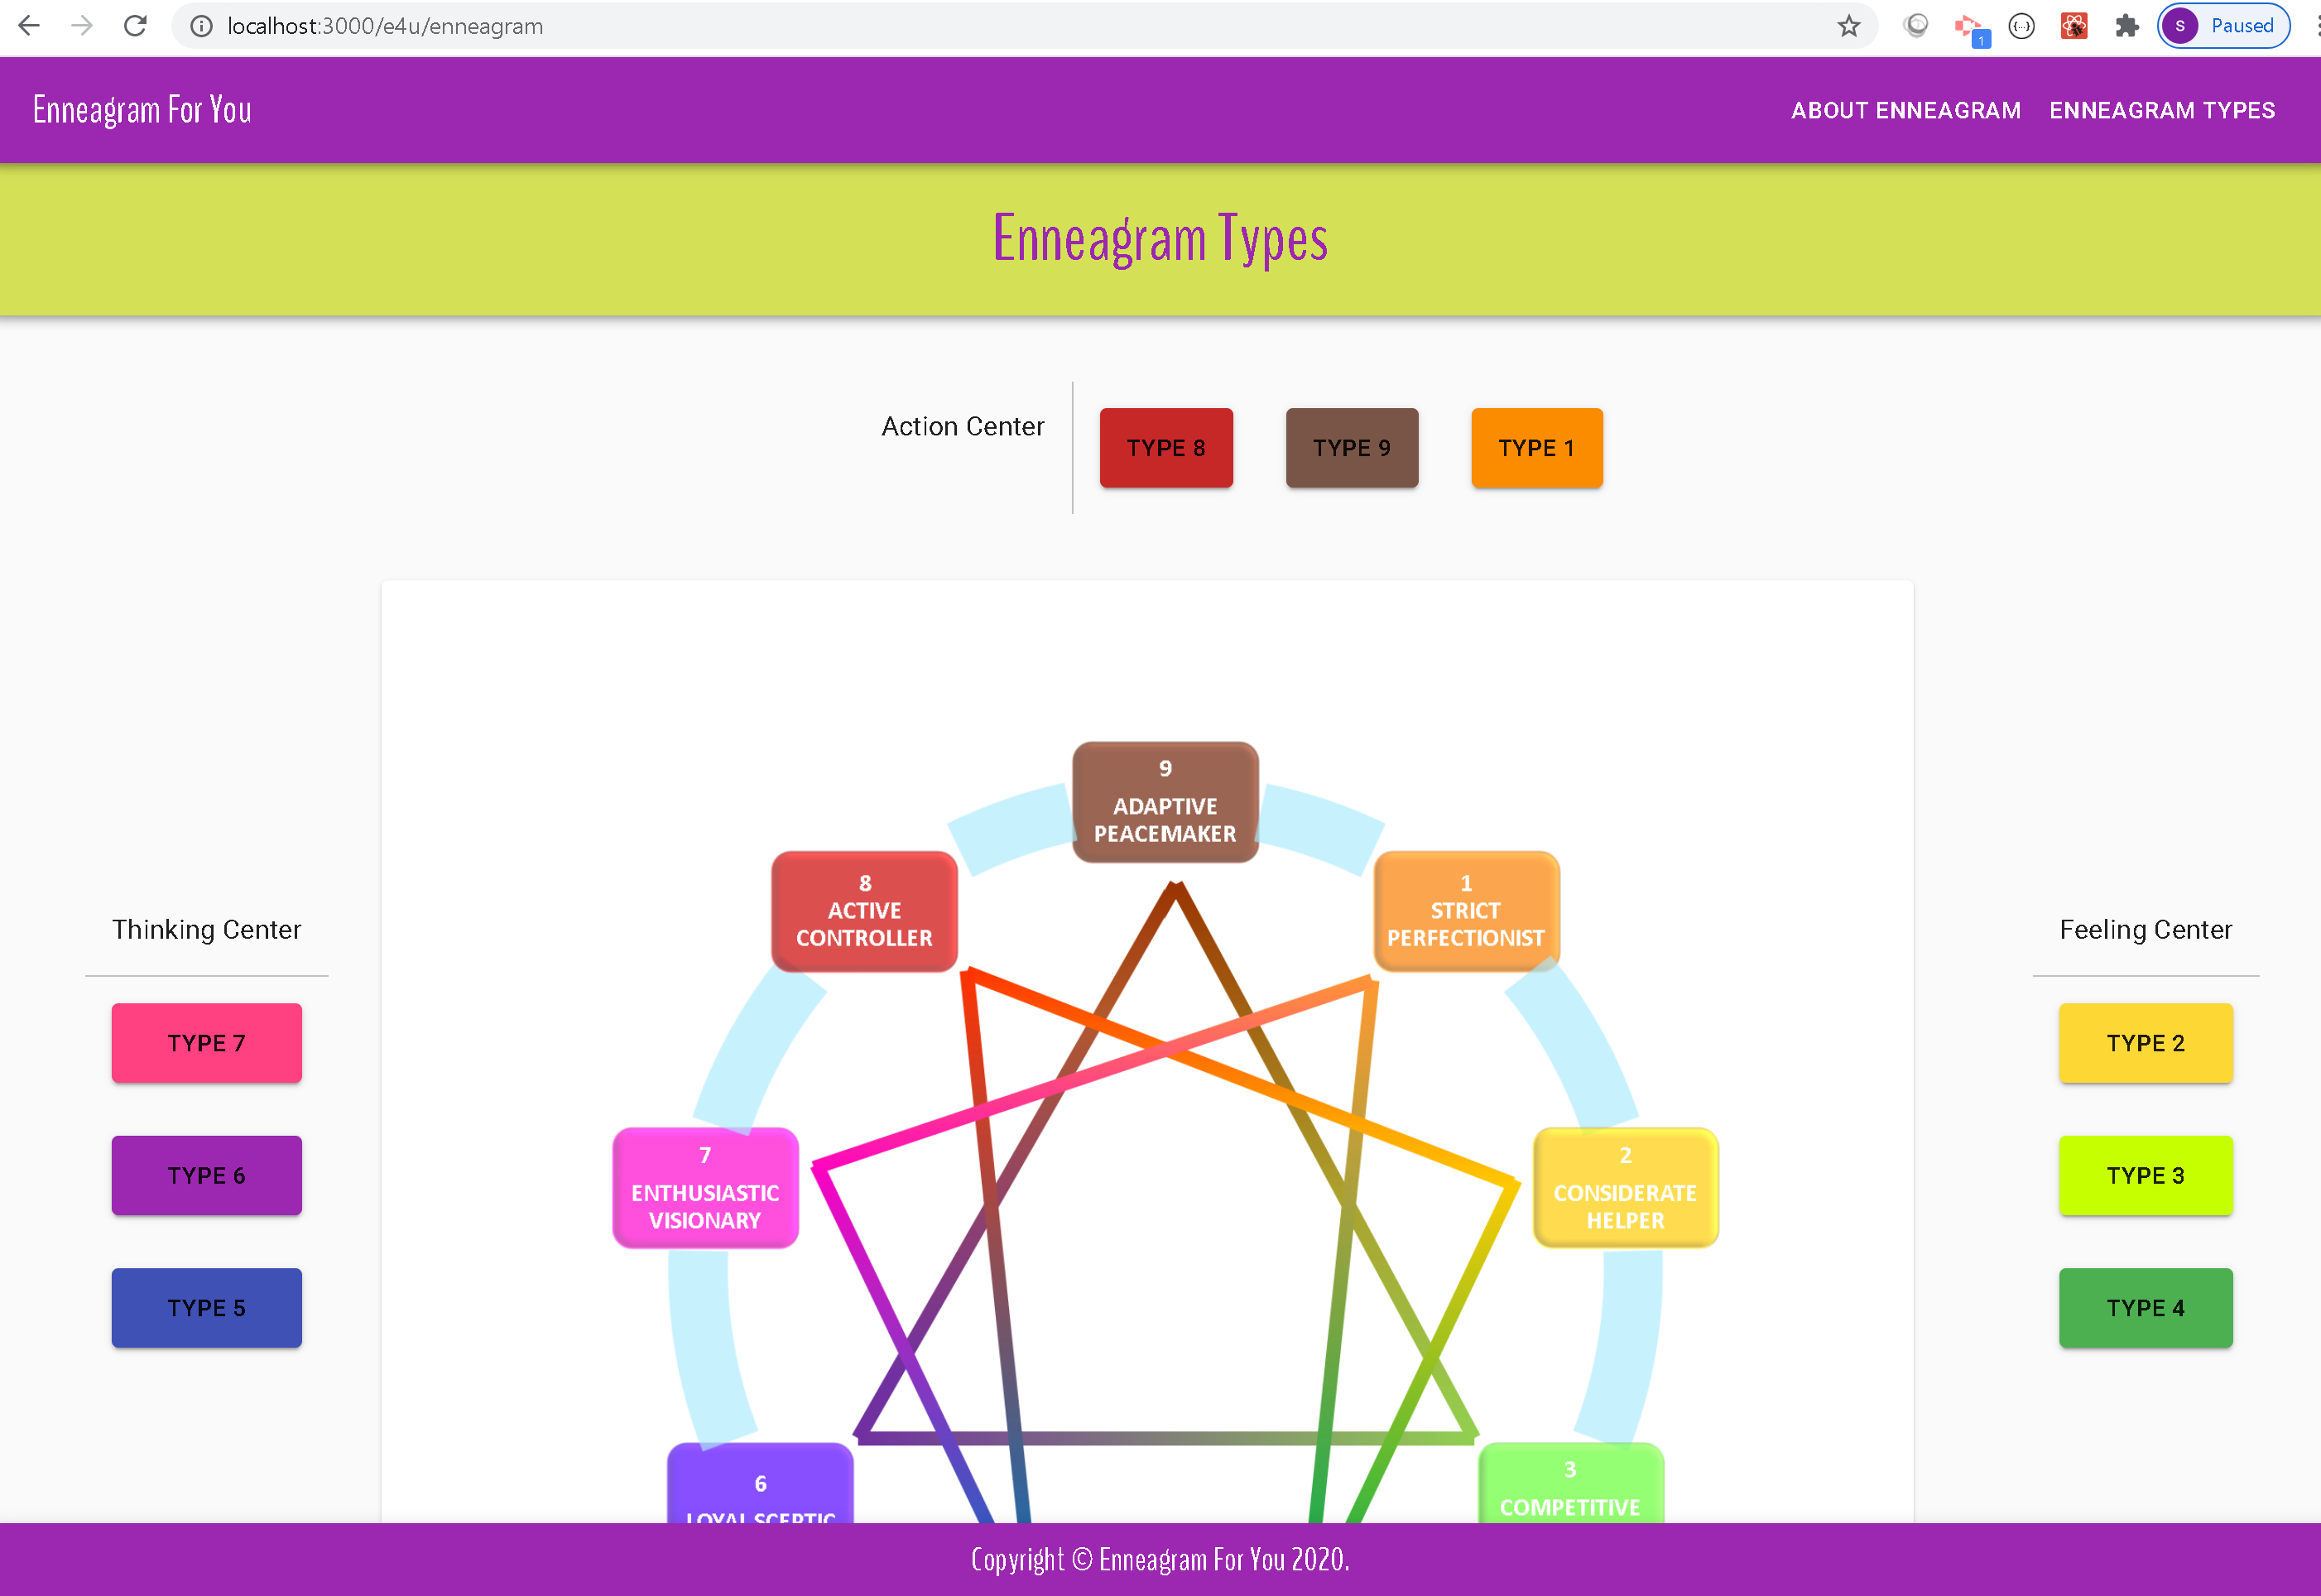 localhost:3000/e4u/enneagram
1
S
Paused
Enneagram For You
ABOUT ENNEAGRAM
ENNEAGRAM TYPES
Enneagram Types
Action Center
TYPE 8
TYPE 9
TYPE 1
9
ADAPTIVE
PEACEMAKER
8
ACTIVE
CONTROLLER
1
STRICT
PERFECTIONIST
Thinking Center
TYPE 7
TYPE 6
TYPE 5
Feeling Center
TYPE 2
TYPE 3
TYPE 4
7
ENTHUSIASTIC
VISIONARY
2
CONSIDERATE
HELPER
6
LOYAL SCEPTIC
3
COMPETITIVE
Copyright © Enneagram For You 2020.